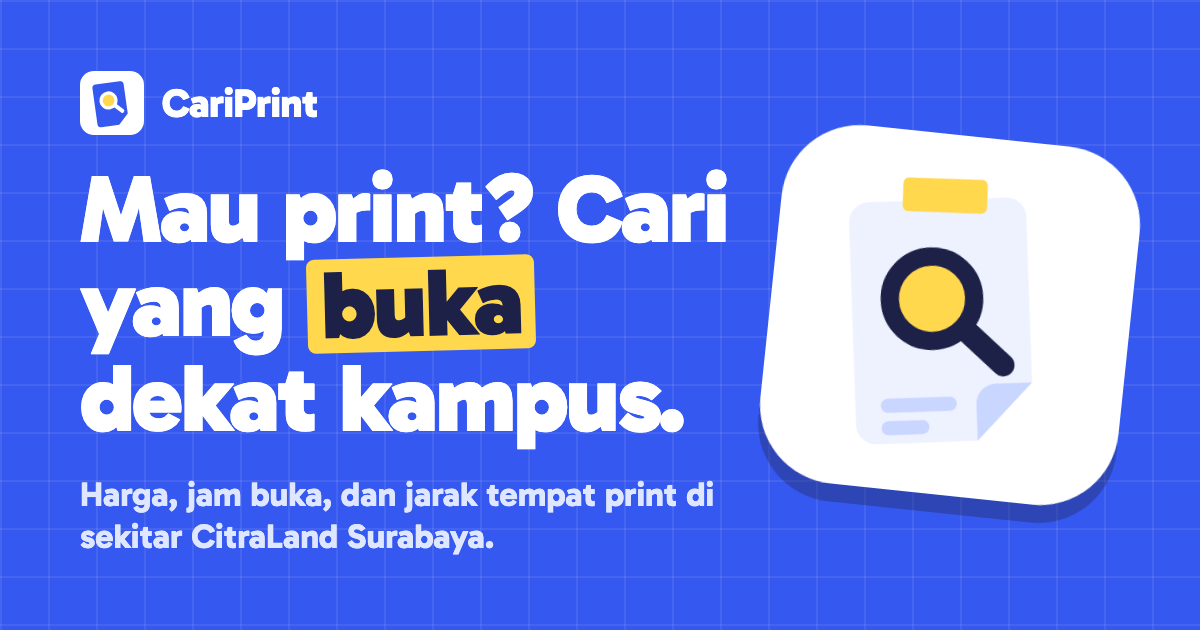 CariPrint
Mau print? Cari
yang buka
dekat kampus.
Harga, jam buka, dan jarak tempat print di
sekitar CitraLand Surabaya.